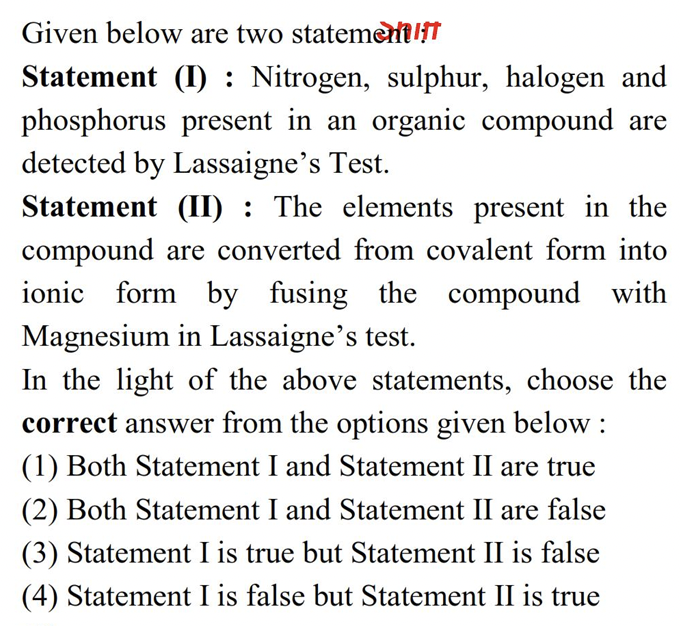 Given below are two statement :
Statement (I) : Nitrogen, sulphur, halogen and
phosphorus present in an organic compound are
detected by Lassaigne’s Test.
Statement (II) : The elements present in the
compound are converted from covalent form into
ionic form by fusing the compound with
Magnesium in Lassaigne’s test.
In the light of the above statements, choose the
correct answer from the options given below :
(1) Both Statement I and Statement II are true
(2) Both Statement I and Statement II are false
(3) Statement I is true but Statement II is false
(4) Statement I is false but Statement II is true